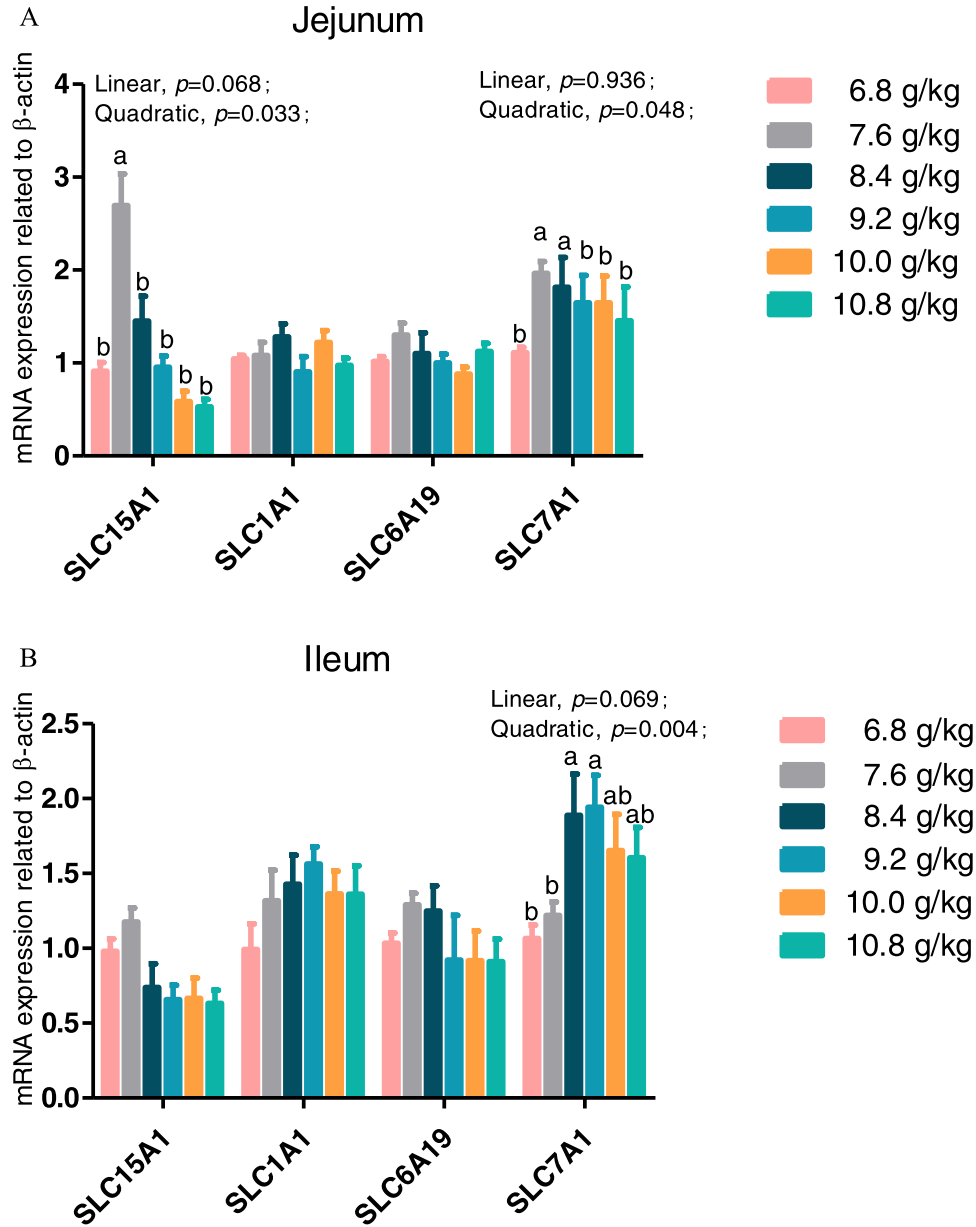 A
Jejunum
mRNA expression related to β-actin
4
3
2
1
0
Linear, p=0.068;
Quadratic, p=0.033;
Linear, p=0.936;
Quadratic, p=0.048;
b
a
b
b
b
b
b
a
a
b
b
b
SLC15A1
SLC1A1
SLC6A19
SLC7A1
6.8 g/kg
7.6 g/kg
8.4 g/kg
9.2 g/kg
10.0 g/kg
10.8 g/kg
B
Ileum
mRNA expression related to β-actin
2.5
2.0
1.5
1.0
0.5
0.0
Linear, p=0.069;
Quadratic, p=0.004;
b
b
a
a
ab
ab
SLC15A1
SLC1A1
SLC6A19
SLC7A1
6.8 g/kg
7.6 g/kg
8.4 g/kg
9.2 g/kg
10.0 g/kg
10.8 g/kg